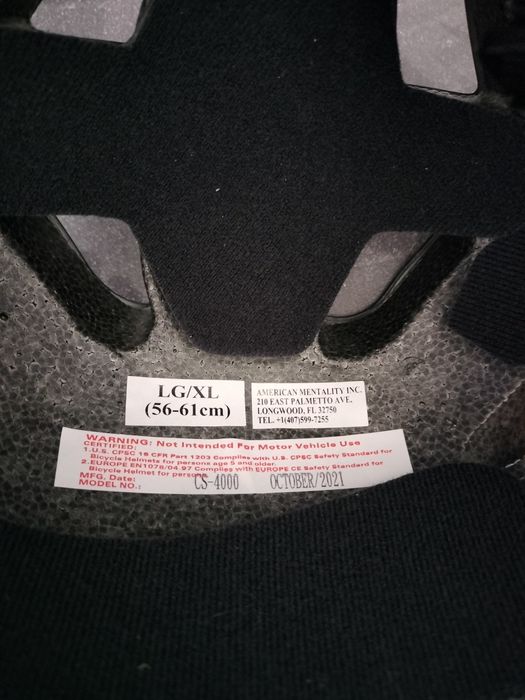 LG/XL
(56-61cm)
AMERICAN MENTALITY INC.
210 EAST PALMETTO AVE.
LONGWOOD, FL 32750
TEL. +1(407)599-7255
WARNING: Not Intended For Motor Vehicle Use
CERTIFIED:
1.U.S. CPSC 16 CFR Part 1203 Complies with U.S. CPSC Safety Standard for
Bicycle Helmets for persons age 5 and older.
2.EUROPE EN1078/04.97 Complies with EUROPE CE Safety Standard for
Bicycle Helmet for persons
MFG, Date:
MODEL NO.:
CS-4000 OCTOBER/2021